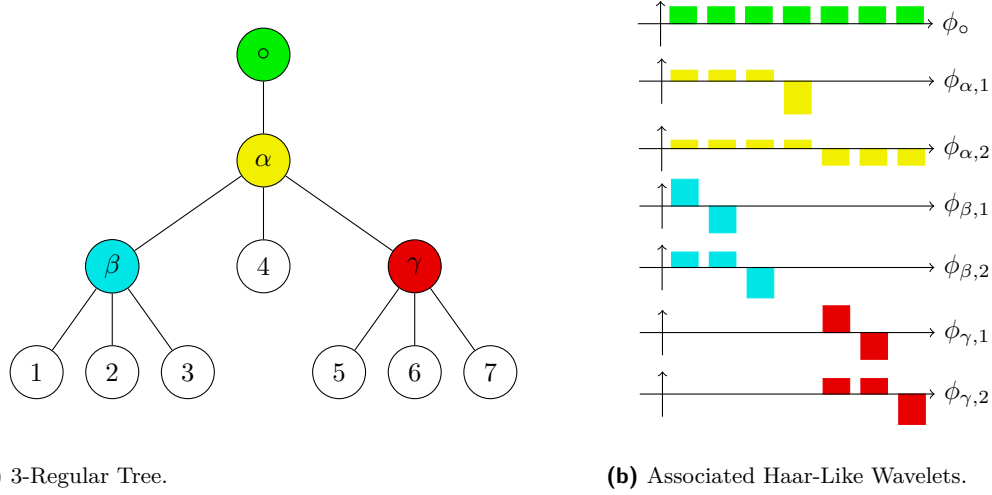 ∘
α
β
4
γ
1 2 3 5 6 7
) 3-Regular Tree.
ϕ∘
ϕα,1
ϕα,2
ϕβ,1
ϕβ,2
ϕγ,1
ϕγ,2
(b) Associated Haar-Like Wavelets.